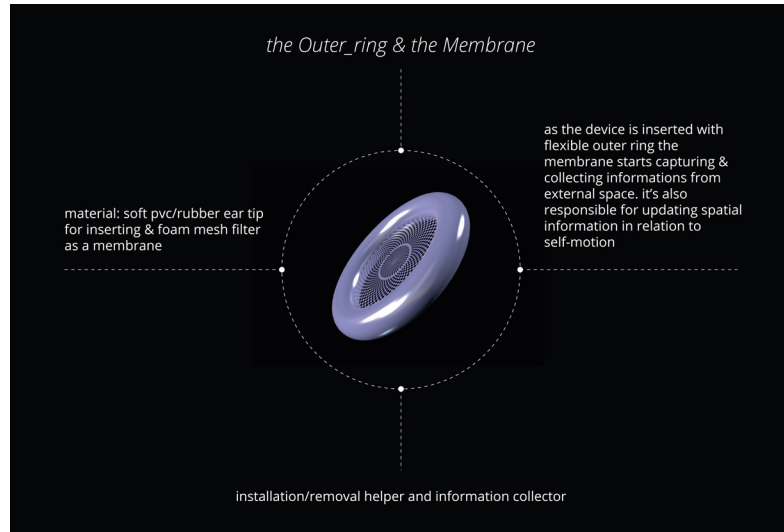 the Outer_ring & the Membrane
as the device is inserted with
flexible outer ring the
membrane starts capturing &
collecting informations from
external space. it's also
responsible for updating spatial
information in relation to
self-motion
material: soft pvc/rubber ear tip
for inserting & foam mesh filter
as a membrane
installation/removal helper and information collector